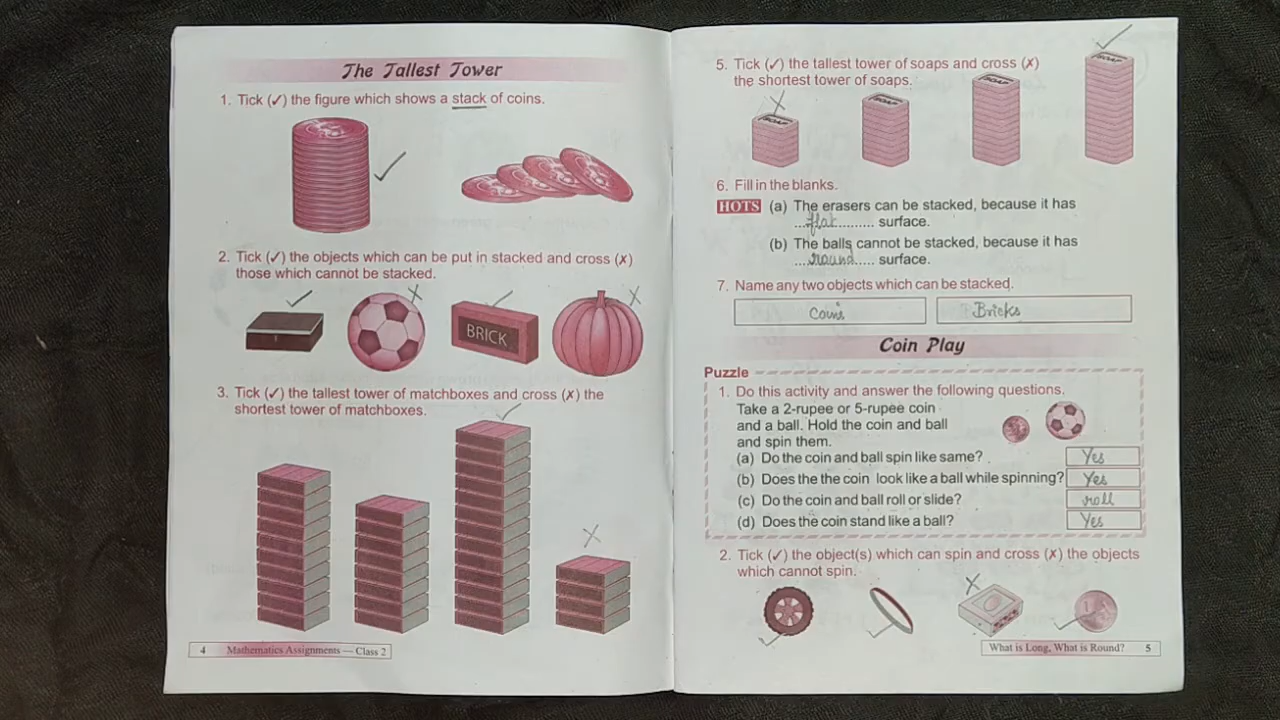 The Tallest Tower
1. Tick (✓) the figure which shows a stack of coins.
2. Tick (✓) the objects which can be put in stacked and cross (✗)
those which cannot be stacked.
BRICK
3. Tick (✓) the tallest tower of matchboxes and cross (✗) the
shortest tower of matchboxes.
4 Mathematics Assignments — Class 2
5. Tick (✓) the tallest tower of soaps and cross (✗)
the shortest tower of soaps.
SOAP
SOAP
SOAP
SOAP
6. Fill in the blanks.
HOTS (a) The erasers can be stacked, because it has
...flat.......... surface.
(b) The balls cannot be stacked, because it has
...round..... surface.
7. Name any two objects which can be stacked.
Coins Bricks
Coin Play
Puzzle
1. Do this activity and answer the following questions.
Take a 2-rupee or 5-rupee coin
and a ball. Hold the coin and ball
and spin them.
(a) Do the coin and ball spin like same? Yes
(b) Does the the coin look like a ball while spinning? Yes
(c) Do the coin and ball roll or slide? roll
(d) Does the coin stand like a ball? Yes
2. Tick (✓) the object(s) which can spin and cross (✗) the objects
which cannot spin.
1
What is Long, What is Round? 5